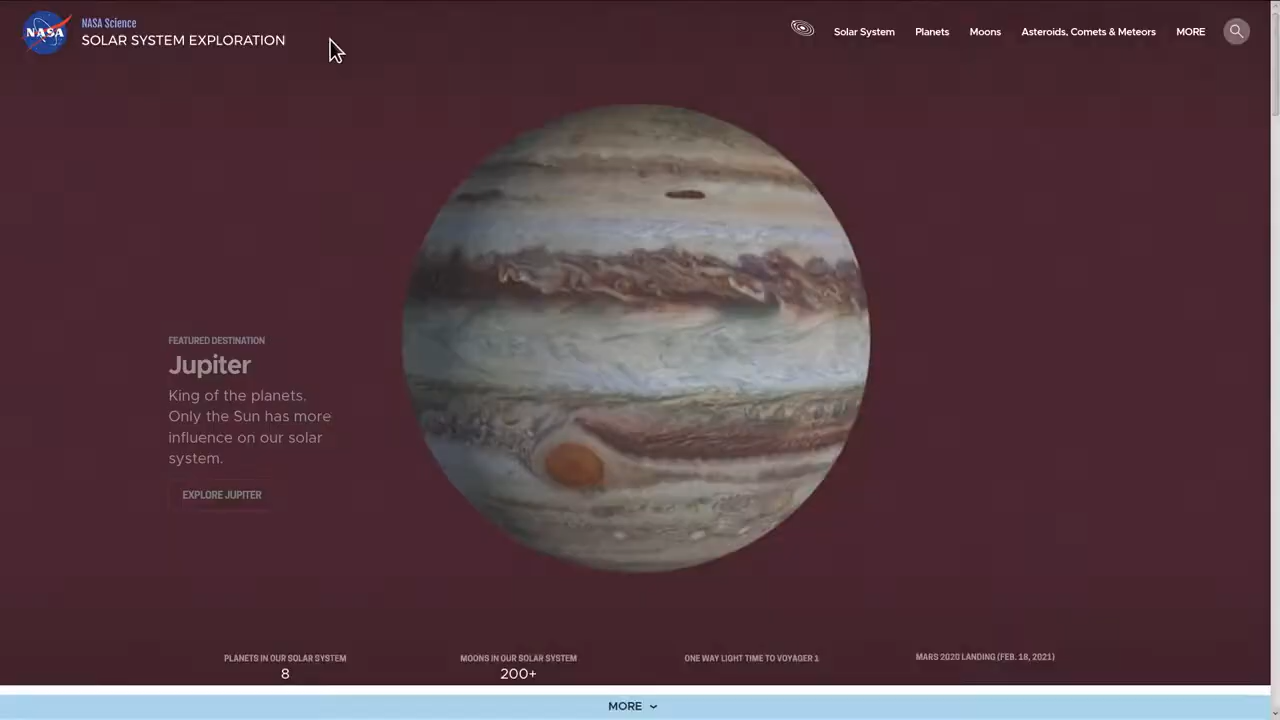 NASA
NASA Science
SOLAR SYSTEM EXPLORATION
Solar System
Planets
Moons
Asteroids, Comets & Meteors
MORE
FEATURED DESTINATION
Jupiter
King of the planets.
Only the Sun has more
influence on our solar
system.
EXPLORE JUPITER
PLANETS IN OUR SOLAR SYSTEM
8
MOONS IN OUR SOLAR SYSTEM
200+
ONE WAY LIGHT TIME TO VOYAGER 1
MARS 2020 LANDING (FEB. 18, 2021)
MORE